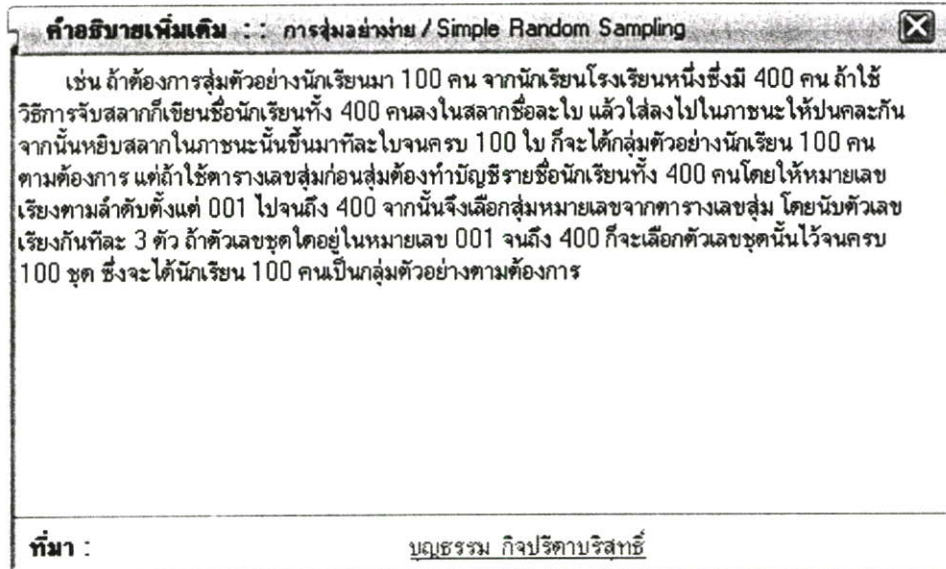 คำอธิบายเพิ่มเติม : : การสุ่มอย่างง่าย / Simple Random Sampling
เช่น ถ้าต้องการสุ่มตัวอย่างนักเรียนมา 100 คน จากนักเรียนโรงเรียนหนึ่งซึ่งมี 400 คน ถ้าใช้
วิธีการจับสลากก็เขียนชื่อนักเรียนทั้ง 400 คนลงในสลากชื่อละใบ แล้วใส่ลงไปในภาชนะให้ปนคละกัน
จากนั้นหยิบสลากในภาชนะนั้นขึ้นมาทีละใบจนครบ 100 ใบ ก็จะได้กลุ่มตัวอย่างนักเรียน 100 คน
ตามต้องการ แต่ถ้าใช้ตารางเลขสุ่มก่อนสุ่มต้องทำบัญชีรายชื่อนักเรียนทั้ง 400 คนโดยให้หมายเลข
เรียงตามลำดับตั้งแต่ 001 ไปจนถึง 400 จากนั้นจึงเลือกสุ่มหมายเลขจากตารางเลขสุ่ม โดยนับตัวเลข
เรียงกันทีละ 3 ตัว ถ้าตัวเลขชุดใดอยู่ในหมายเลข 001 จนถึง 400 ก็จะเลือกตัวเลขชุดนั้นไว้จนครบ
100 ชุด ซึ่งจะได้นักเรียน 100 คนเป็นกลุ่มตัวอย่างตามต้องการ
ที่มา : บุญธรรม กิจปรีดาบริสุทธิ์